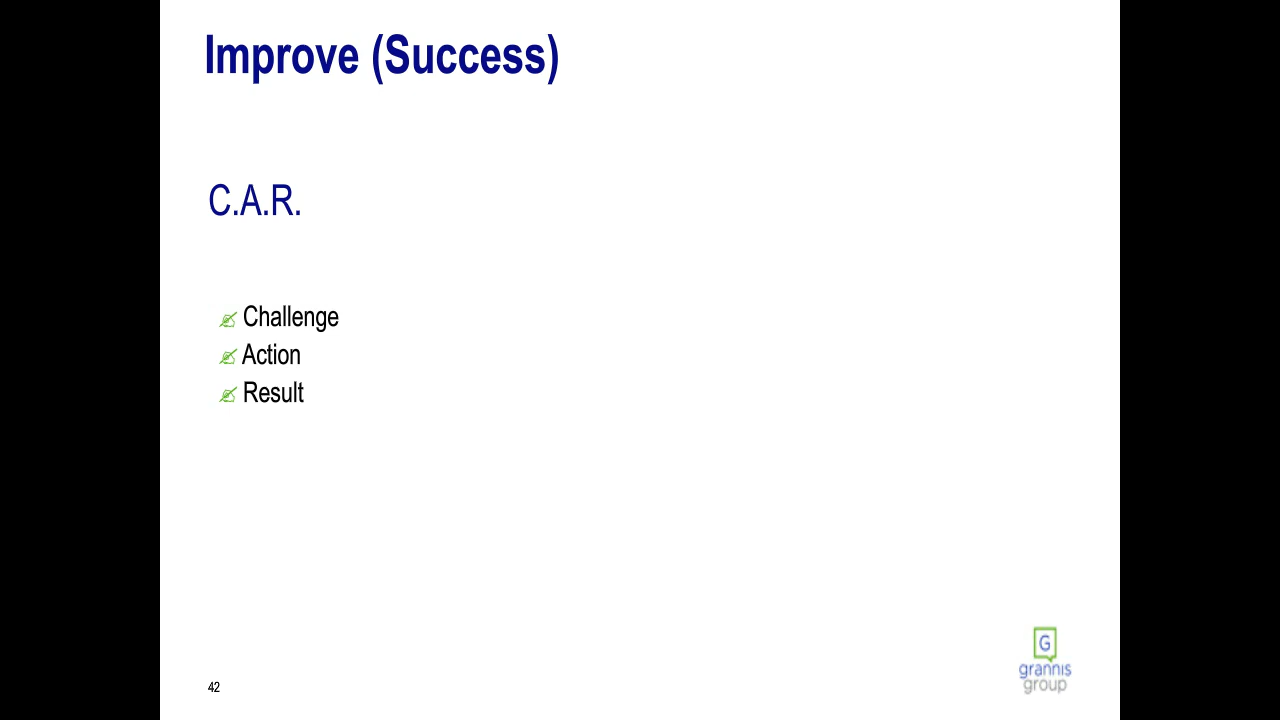 Improve (Success)
C.A.R.
Challenge
Action
Result
42
G
grannis
group